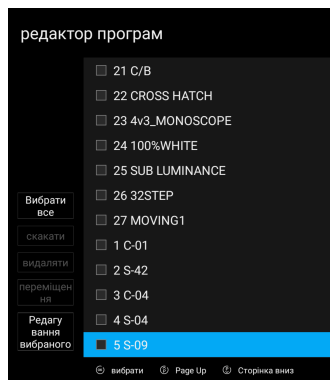 редактор програм
21 C/B
22 CROSS HATCH
23 4v3_MONOSCOPE
24 100%WHITE
25 SUB LUMINANCE
26 32STEP
27 MOVING1
1 C-01
2 S-42
3 C-04
4 S-04
5 S-09
Вибрати
все
скакати
видаляти
переміщен
ня
Редагу
вання
вибраного
вибрати Page Up Сторінка вниз